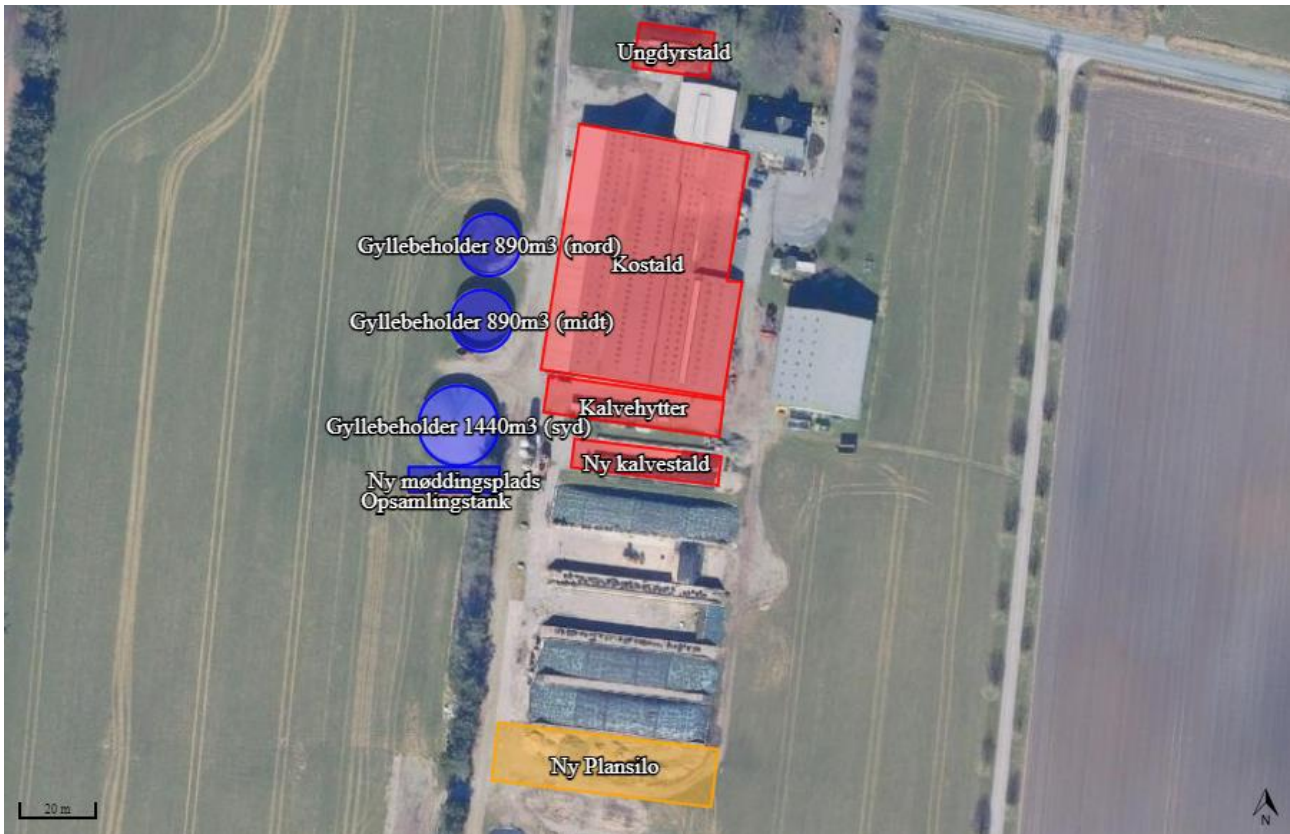 Ungdyrstald
Gyllebeholder 890m3 (nord)
Kostald
Gyllebeholder 890m3 (midt)
Kalvehytter
Gyllebeholder 1440m3 (syd)
Ny kalvestald
Ny møddingsplads
Opsamlingstank
Ny Plansilo
20 m
N